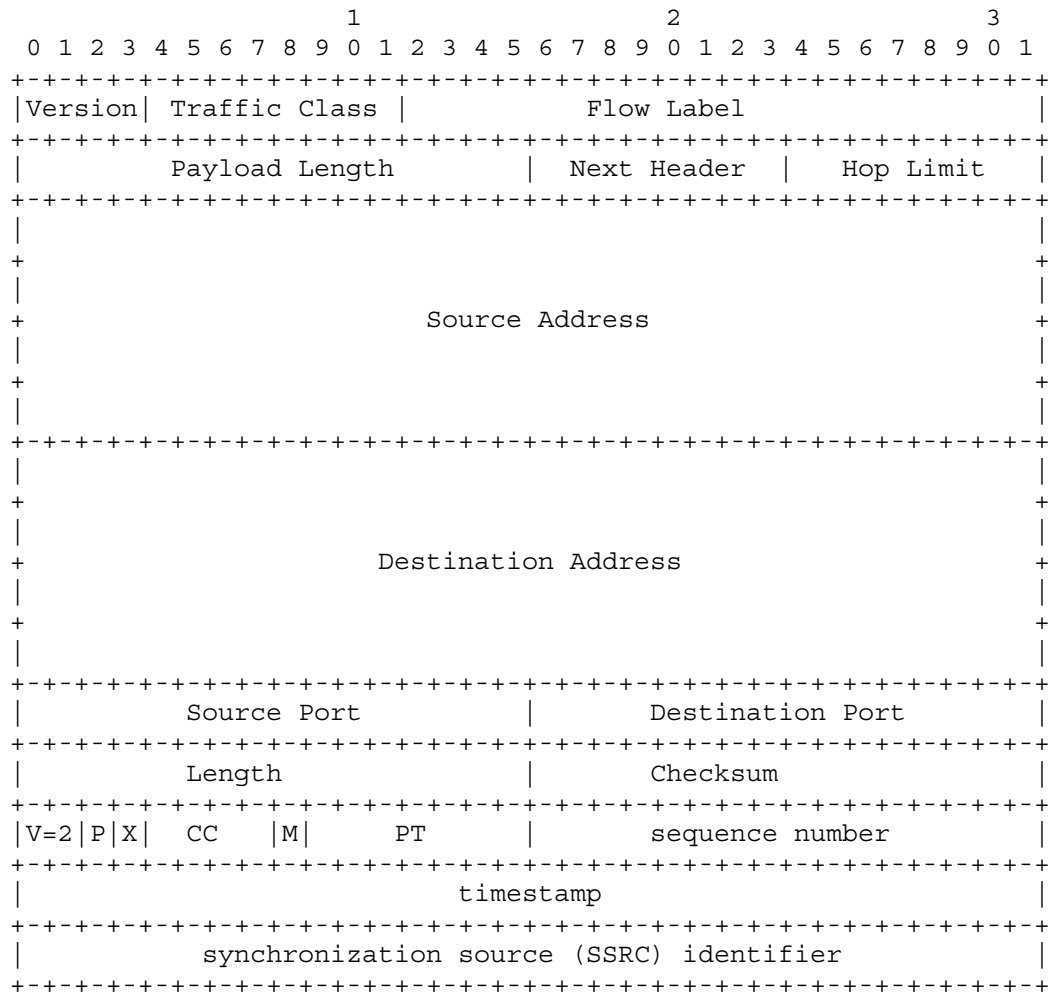 1                   2                   3
 0 1 2 3 4 5 6 7 8 9 0 1 2 3 4 5 6 7 8 9 0 1 2 3 4 5 6 7 8 9 0 1
+-+-+-+-+-+-+-+-+-+-+-+-+-+-+-+-+-+-+-+-+-+-+-+-+-+-+-+-+-+-+-+-+
|Version| Traffic Class |           Flow Label                  |
+-+-+-+-+-+-+-+-+-+-+-+-+-+-+-+-+-+-+-+-+-+-+-+-+-+-+-+-+-+-+-+-+
|         Payload Length        |  Next Header  |   Hop Limit   |
+-+-+-+-+-+-+-+-+-+-+-+-+-+-+-+-+-+-+-+-+-+-+-+-+-+-+-+-+-+-+-+-+
|                                                               |
+                                                               +
|                                                               |
+                         Source Address                        +
|                                                               |
+                                                               +
|                                                               |
+-+-+-+-+-+-+-+-+-+-+-+-+-+-+-+-+-+-+-+-+-+-+-+-+-+-+-+-+-+-+-+-+
|                                                               |
+                                                               +
|                                                               |
+                      Destination Address                      +
|                                                               |
+                                                               +
|                                                               |
+-+-+-+-+-+-+-+-+-+-+-+-+-+-+-+-+-+-+-+-+-+-+-+-+-+-+-+-+-+-+-+-+
|          Source Port          |       Destination Port        |
+-+-+-+-+-+-+-+-+-+-+-+-+-+-+-+-+-+-+-+-+-+-+-+-+-+-+-+-+-+-+-+-+
|          Length               |       Checksum                |
+-+-+-+-+-+-+-+-+-+-+-+-+-+-+-+-+-+-+-+-+-+-+-+-+-+-+-+-+-+-+-+-+
|V=2|P|X|  CC   |M|     PT      |       sequence number         |
+-+-+-+-+-+-+-+-+-+-+-+-+-+-+-+-+-+-+-+-+-+-+-+-+-+-+-+-+-+-+-+-+
|                           timestamp                           |
+-+-+-+-+-+-+-+-+-+-+-+-+-+-+-+-+-+-+-+-+-+-+-+-+-+-+-+-+-+-+-+-+
|           synchronization source (SSRC) identifier            |
+-+-+-+-+-+-+-+-+-+-+-+-+-+-+-+-+-+-+-+-+-+-+-+-+-+-+-+-+-+-+-+-+